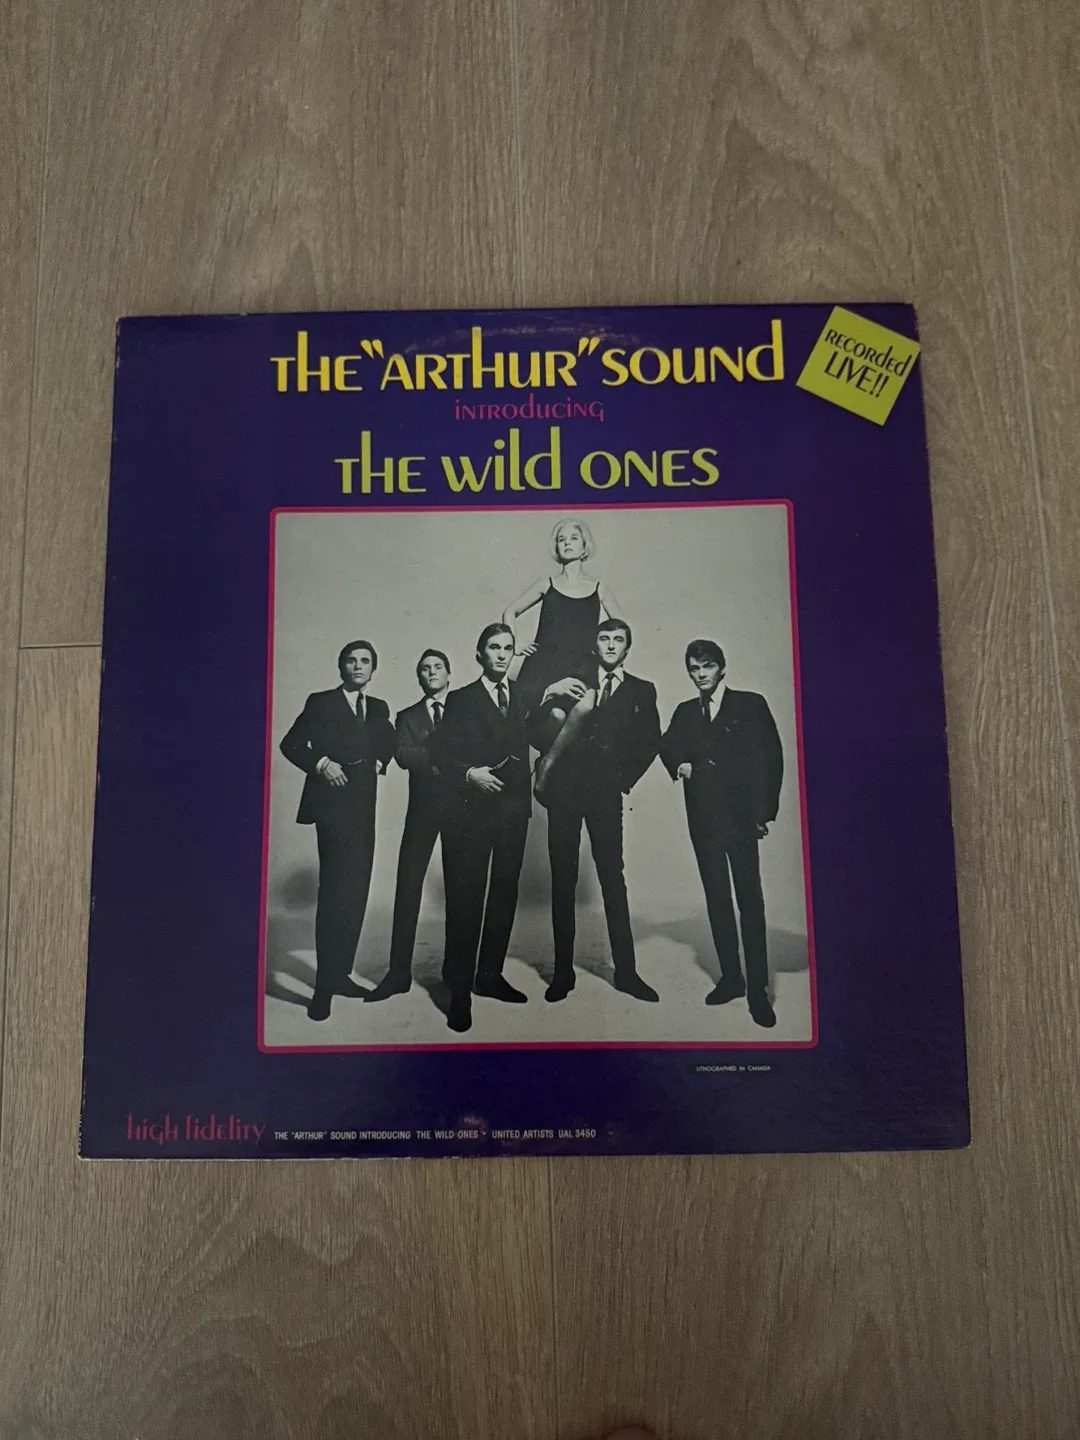 THE "ARTHUR" SOUND
INTRODUCING
THE WILD ONES
RECORDED
LIVE!!
LITHOGRAPHED IN CANADA
high fidelity THE "ARTHUR" SOUND INTRODUCING THE WILD ONES • UNITED ARTISTS UAL 3450